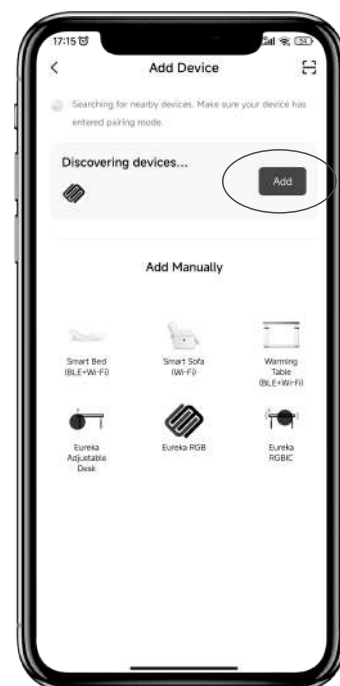 17:15
54
Add Device
Searching for nearby devices. Make sure your device has
entered pairing mode.
Discovering devices...
Add
Add Manually
Smart Bed
(BLE+Wi-Fi)
Smart Sofa
(Wi-Fi)
Warming
Table
(BLE+Wi-Fi)
Eureka
Adjustable
Desk
Eureka RGB
Eureka
RGBIC